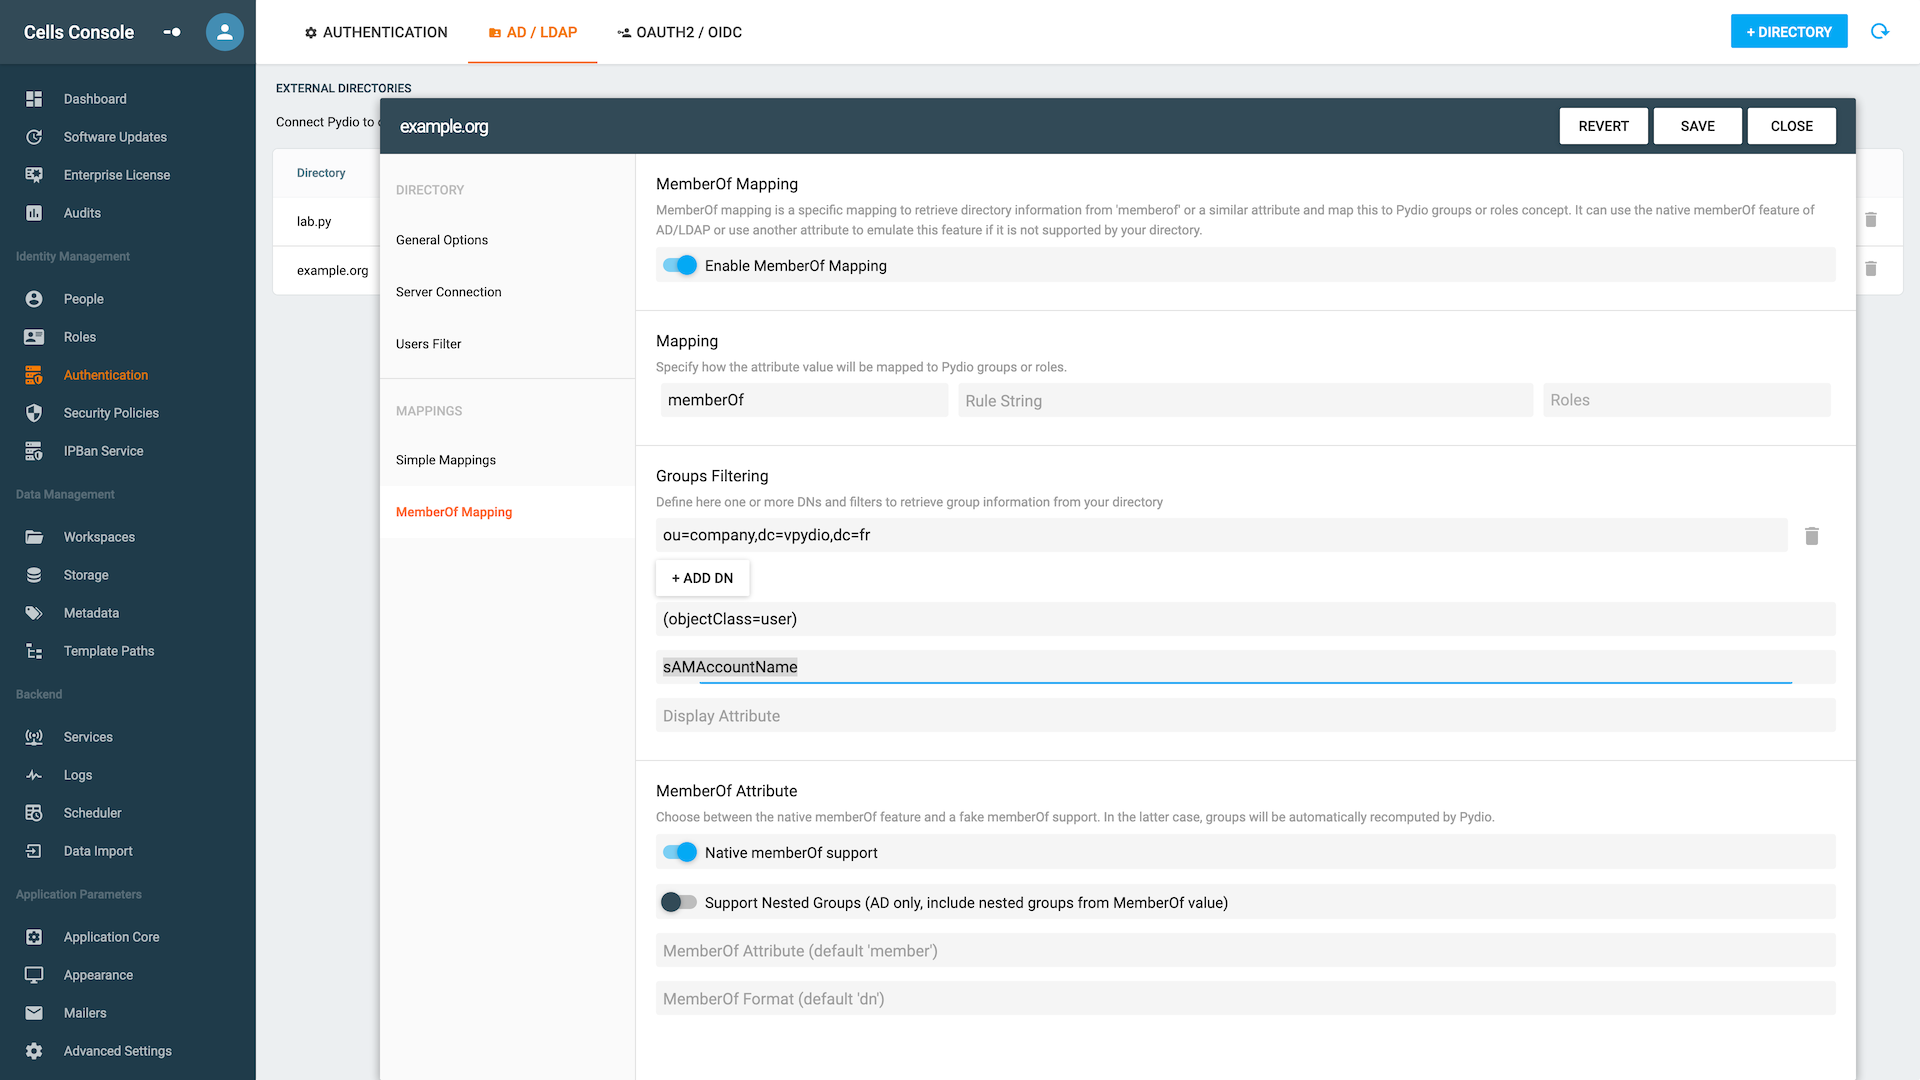 Cells Console
AUTHENTICATION
AD / LDAP
OAUTH2 / OIDC
+ DIRECTORY
Dashboard
Software Updates
Enterprise License
Audits
Identity Management
People
Roles
Authentication
Security Policies
IPBan Service
Data Management
Workspaces
Storage
Metadata
Template Paths
Backend
Services
Logs
Scheduler
Data Import
Application Parameters
Application Core
Appearance
Mailers
Advanced Settings
EXTERNAL DIRECTORIES
Connect Pydio to
Directory
lab.py
example.org
example.org
REVERT
SAVE
CLOSE
DIRECTORY
General Options
Server Connection
Users Filter
MAPPINGS
Simple Mappings
MemberOf Mapping
MemberOf Mapping
MemberOf mapping is a specific mapping to retrieve directory information from 'memberof' or a similar attribute and map this to Pydio groups or roles concept. It can use the native memberOf feature of
AD/LDAP or use another attribute to emulate this feature if it is not supported by your directory.
Enable MemberOf Mapping
Mapping
Specify how the attribute value will be mapped to Pydio groups or roles.
memberOf
Rule String
Roles
Groups Filtering
Define here one or more DNs and filters to retrieve group information from your directory
ou=company,dc=vpydio,dc=fr
+ ADD DN
(objectClass=user)
sAMAccountName
Display Attribute
MemberOf Attribute
Choose between the native memberOf feature and a fake memberOf support. In the latter case, groups will be automatically recomputed by Pydio.
Native memberOf support
Support Nested Groups (AD only, include nested groups from MemberOf value)
MemberOf Attribute (default 'member')
MemberOf Format (default 'dn')